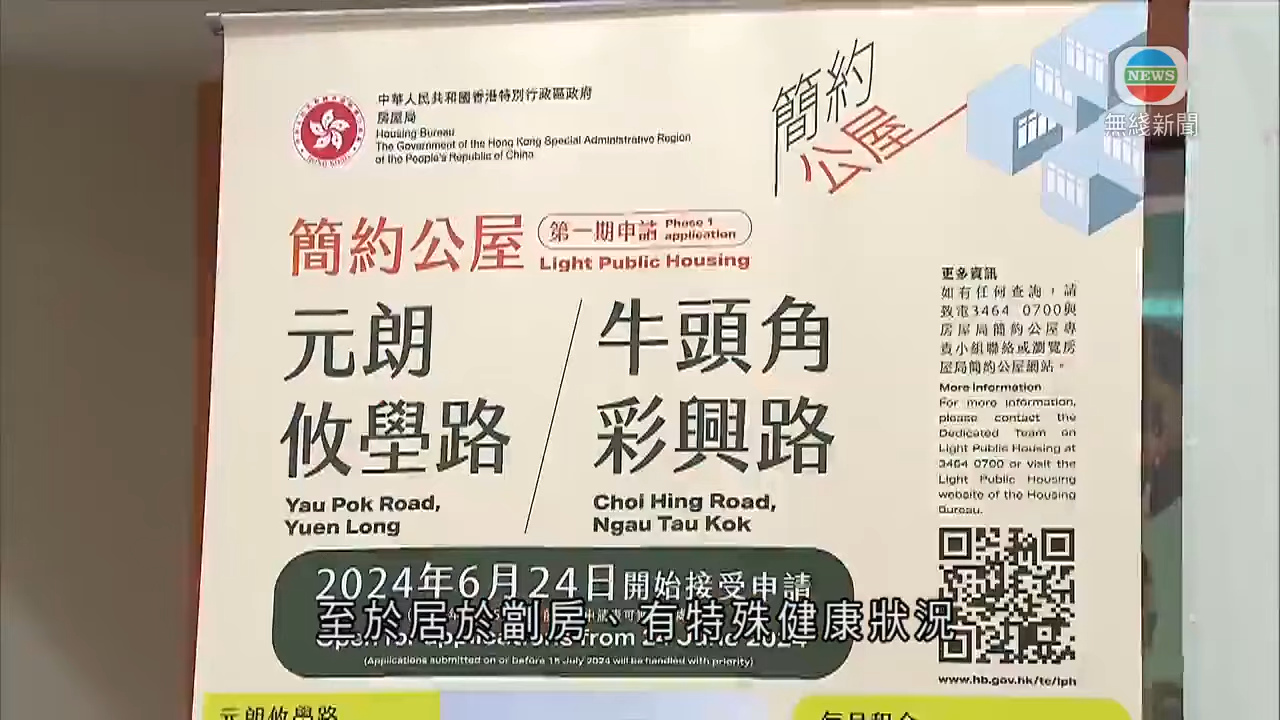 中華人民共和國香港特別行政區政府
房屋局
Housing Bureau
The Government of the Hong Kong Special Administrative Region
of the People's Republic of China
HONG KONG
簡約
公屋
NEWS
無綫新聞
簡約公屋
第一期申請
Phase 1
application
Light Public Housing
元朗
攸壆路
Yau Pok Road,
Yuen Long
牛頭角
彩興路
Choi Hing Road,
Ngau Tau Kok
更多資訊
如有任何查詢，請
致電3464 0700與
房屋局簡約公屋專
責小組聯絡或瀏覽房
屋局簡約公屋網站。
More information
For more information,
please contact the
Dedicated Team on
Light Public Housing at
3464 0700 or visit the
Light Public Housing
website of the Housing
Bureau.
www.hb.gov.hk/tc/lph
2024年6月24日開始接受申請
至於居於劏房、有特殊健康狀況
from 2 June 2024
(Applications submitted on or before 15 July 2024 will be handled with priority)
元朗攸壆路
每月租金